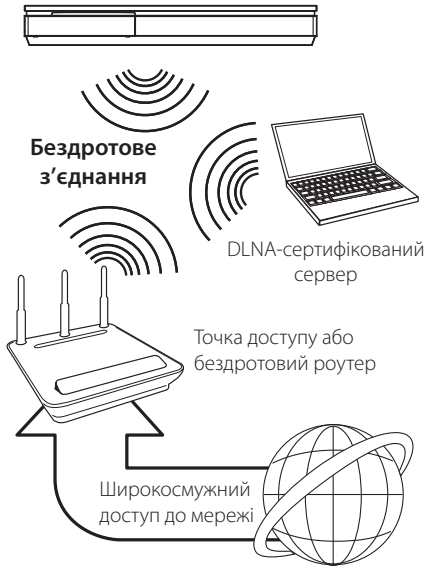 Бездротове
з’єднання
DLNA-сертифікований
сервер
Точка доступу або
бездротовий роутер
Широкосмужний
доступ до мережі